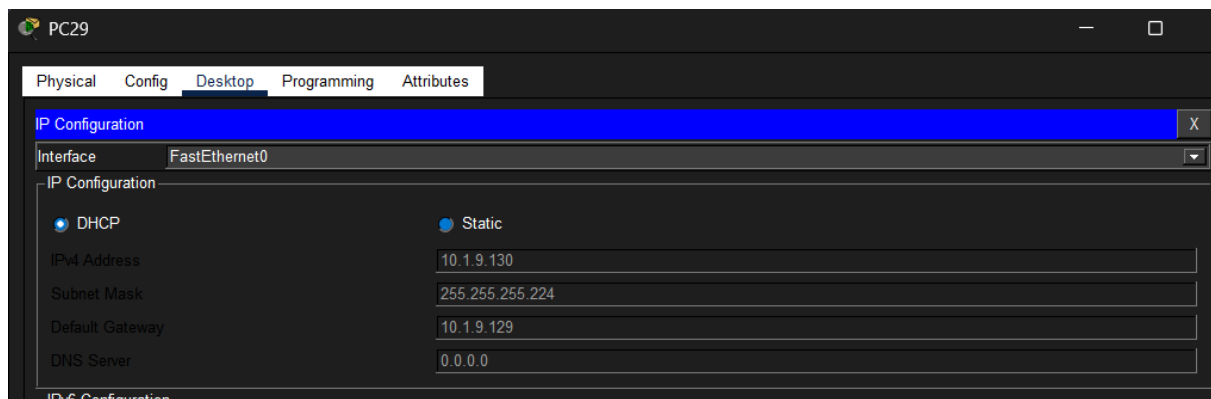 PC29
Physical Config Desktop Programming Attributes
IP Configuration X
Interface FastEthernet0
IP Configuration
DHCP Static
IPv4 Address 10.1.9.130
Subnet Mask 255.255.255.224
Default Gateway 10.1.9.129
DNS Server 0.0.0.0
IPv6 Configuration